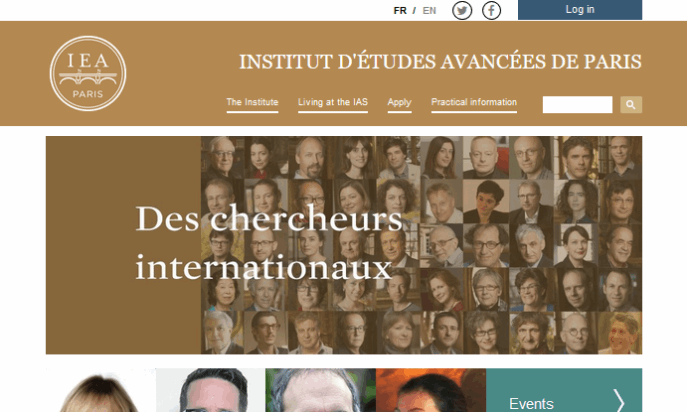 FR / EN
Log in
IEA
PARIS
INSTITUT D'ÉTUDES AVANCÉES DE PARIS
The Institute
Living at the IAS
Apply
Practical information
Des chercheurs
internationaux
Events